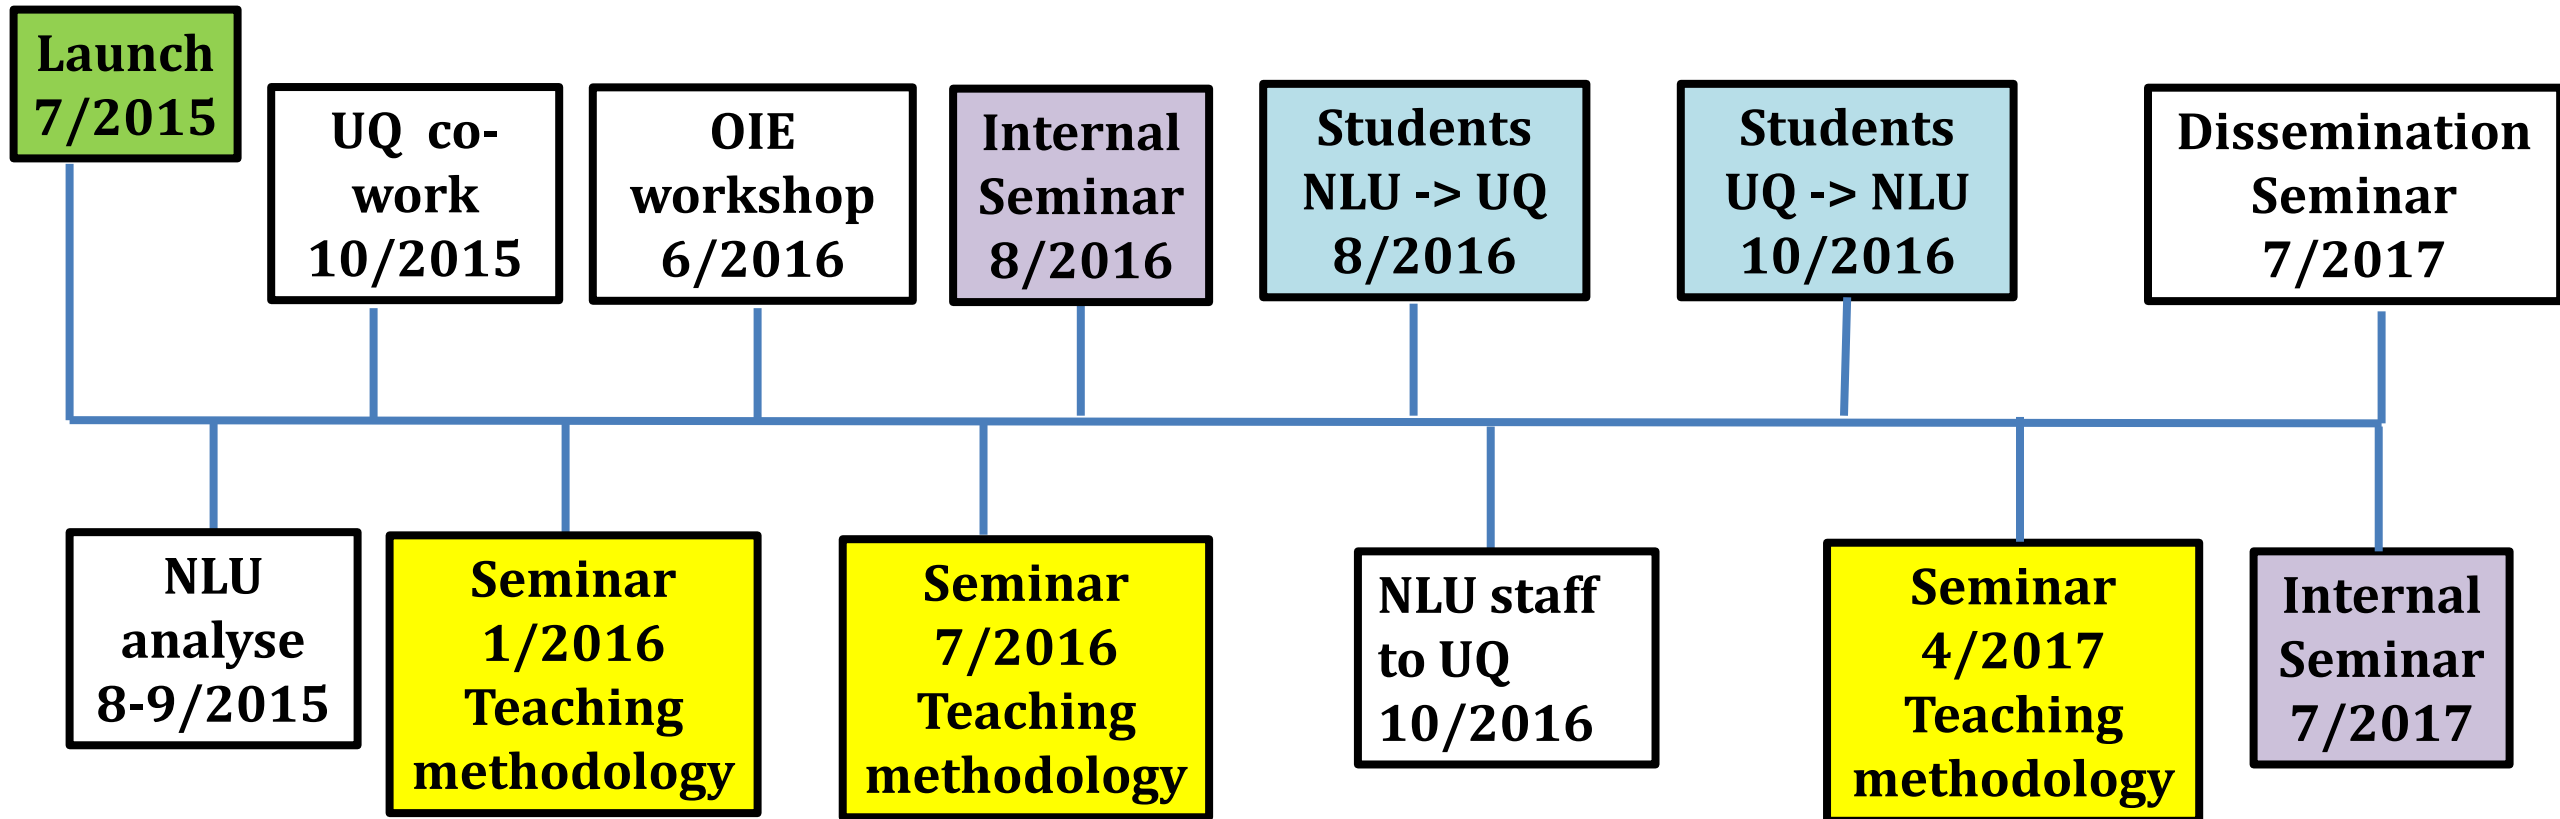 Launch
7/2015
UQ co-
work
10/2015
OIE
workshop
6/2016
Internal
Seminar
8/2016
Students
NLU -> UQ
8/2016
Students
UQ -> NLU
10/2016
Dissemination
Seminar
7/2017
NLU
analyse
8-9/2015
Seminar
1/2016
Teaching
methodology
Seminar
7/2016
Teaching
methodology
NLU staff
to UQ
10/2016
Seminar
4/2017
Teaching
methodology
Internal
Seminar
7/2017